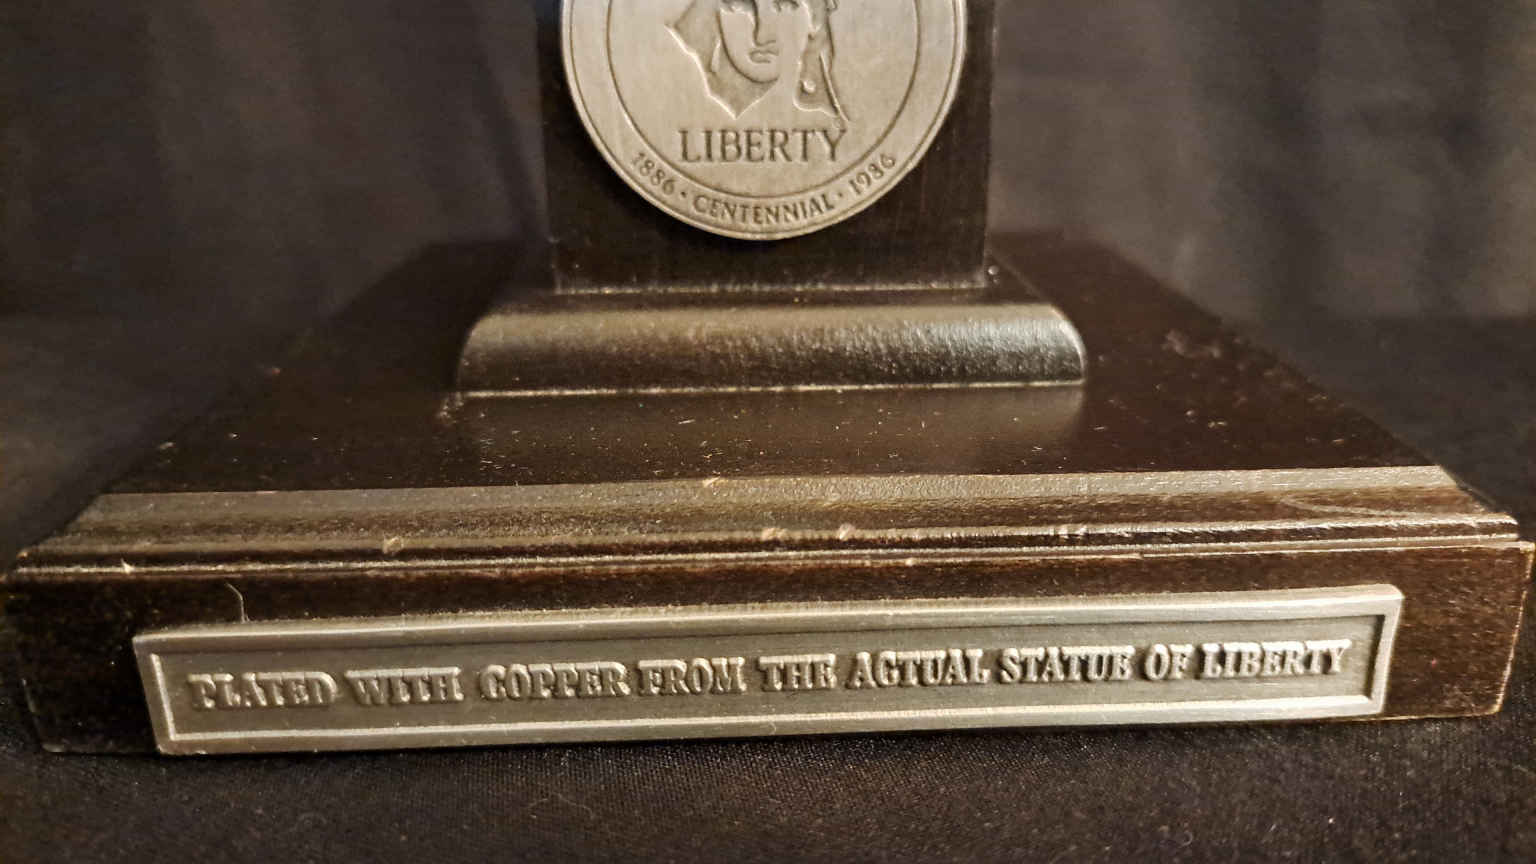 LIBERTY
1886 • CENTENNIAL • 1986
PLATED WITH COPPER FROM THE ACTUAL STATUE OF LIBERTY